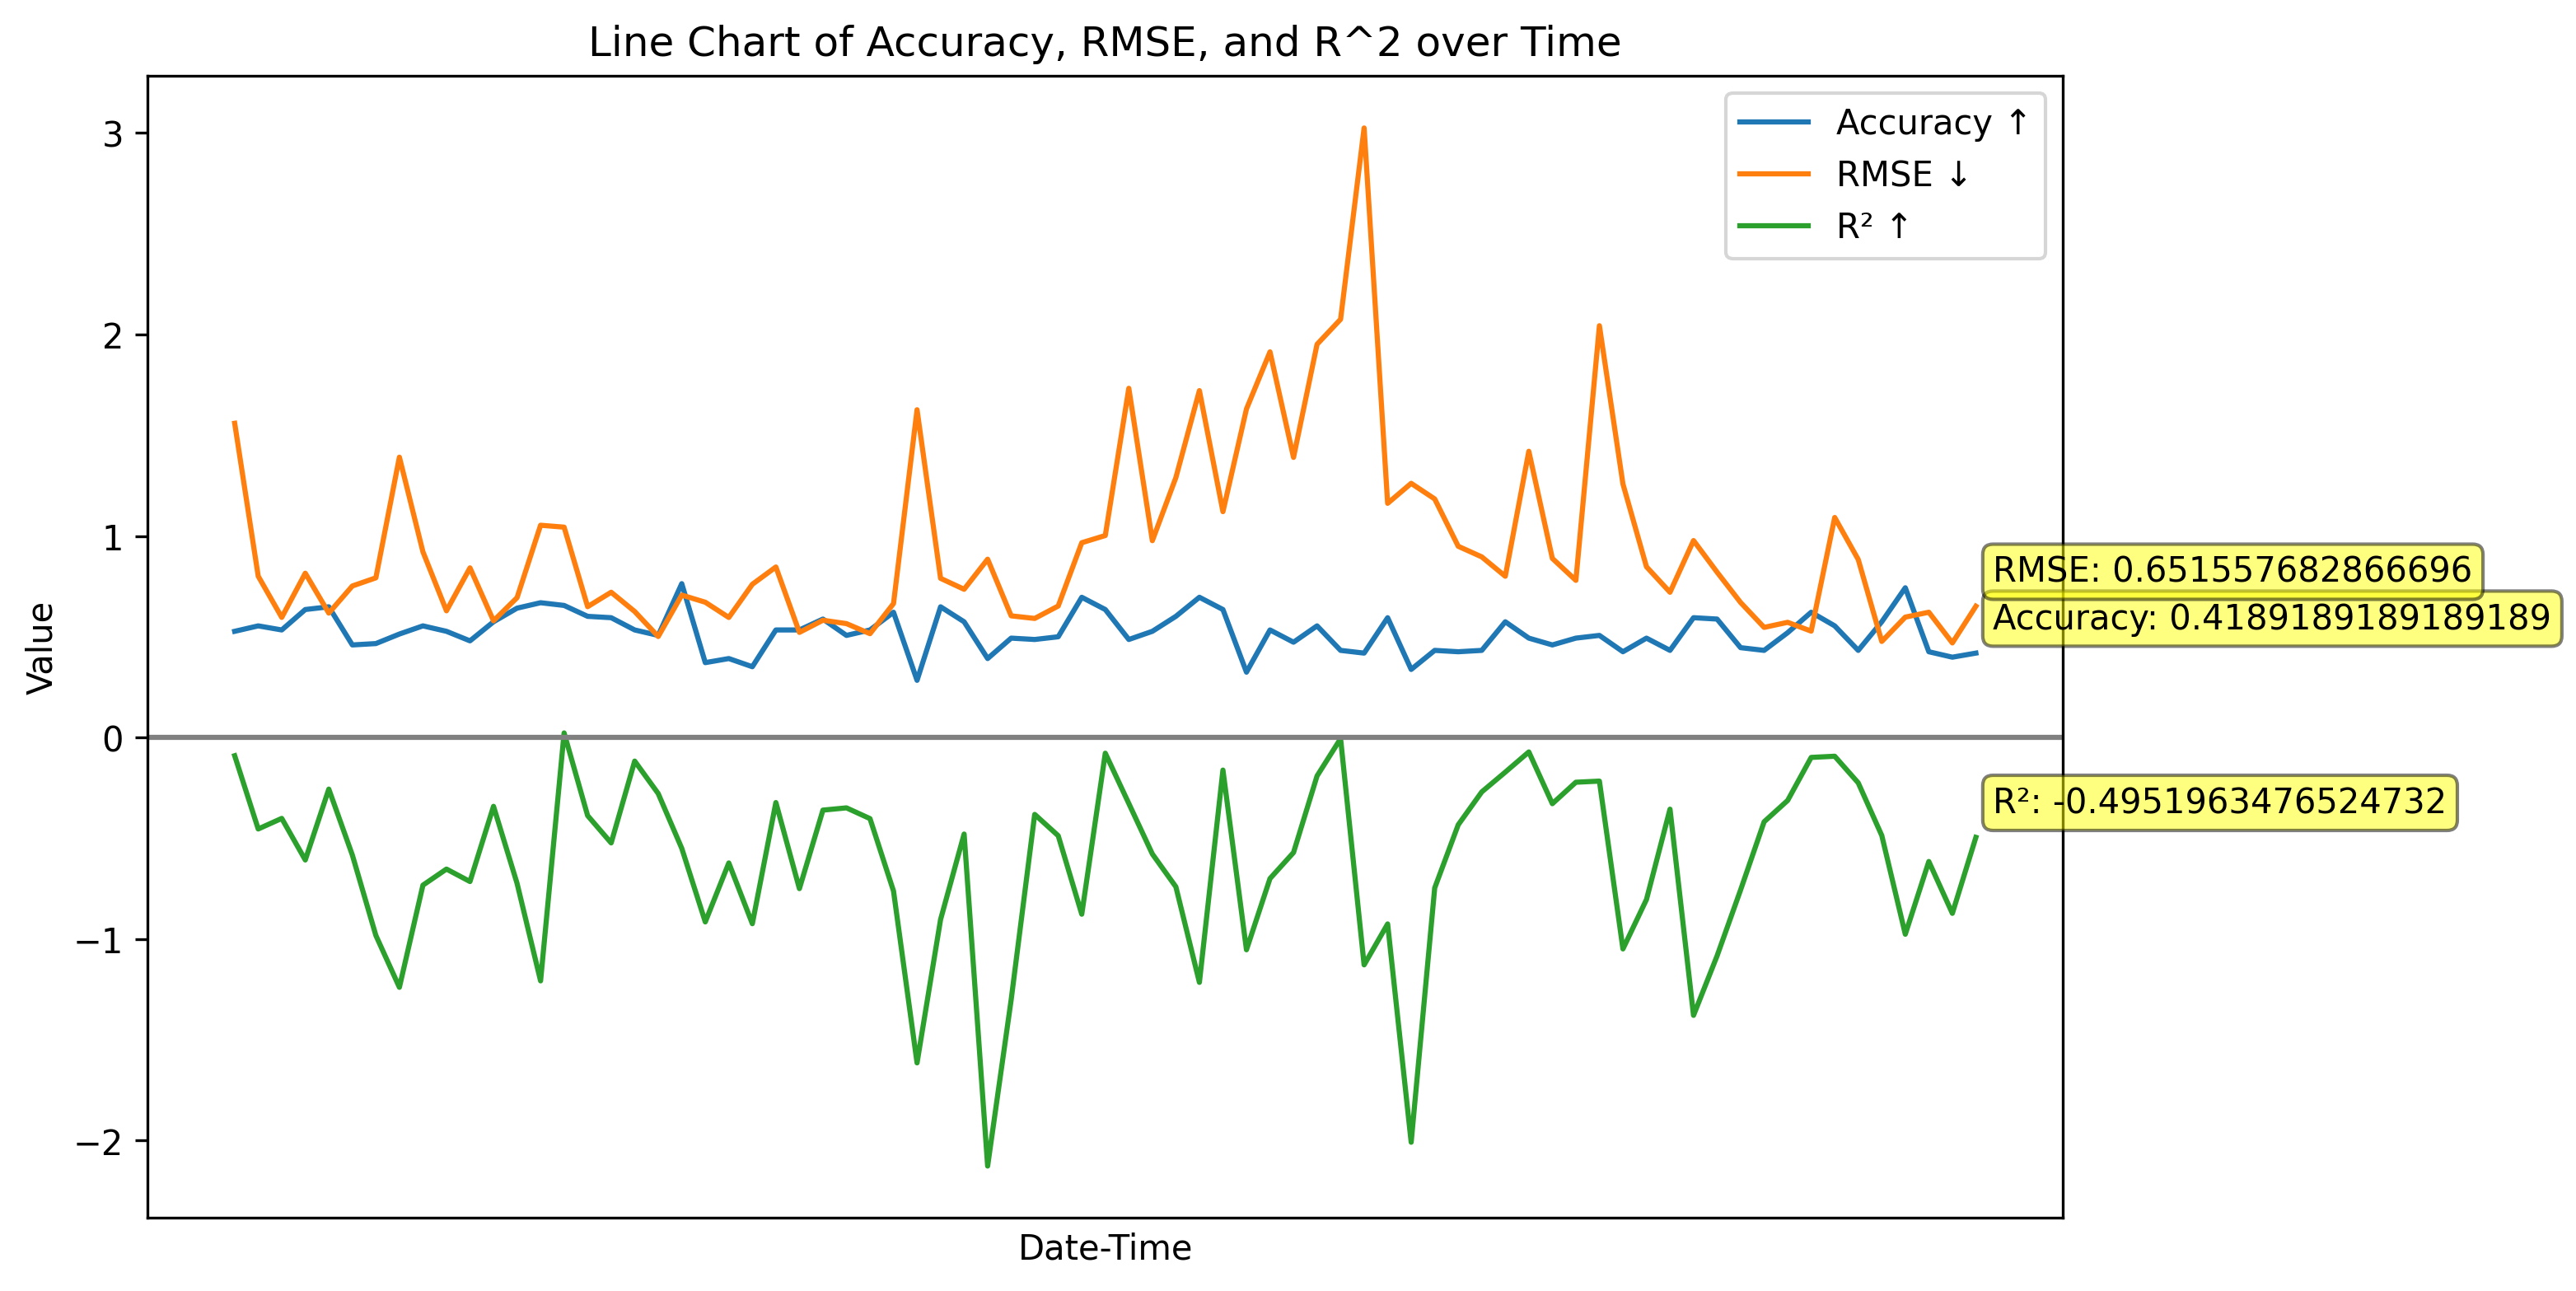 Line Chart of Accuracy, RMSE, and R^2 over Time
Accuracy ↑
RMSE ↓
R² ↑
3
2
1
0
−1
−2
Value
RMSE: 0.651557682866696
Accuracy: 0.4189189189189189
R²: -0.4951963476524732
Date-Time